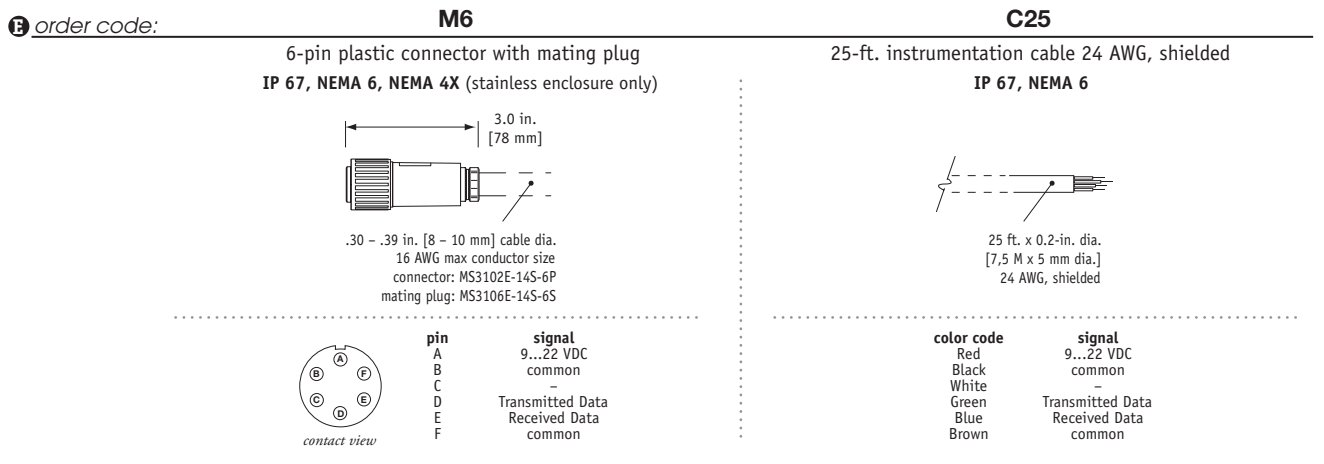 E order code:
M6
6-pin plastic connector with mating plug
IP 67, NEMA 6, NEMA 4X (stainless enclosure only)
3.0 in.
[78 mm]
.30 – .39 in. [8 – 10 mm] cable dia.
16 AWG max conductor size
connector: MS3102E-14S-6P
mating plug: MS3106E-14S-6S
A
B
F
C
E
D
contact view
pin signal
A 9...22 VDC
B common
C –
D Transmitted Data
E Received Data
F common
C25
25-ft. instrumentation cable 24 AWG, shielded
IP 67, NEMA 6
25 ft. x 0.2-in. dia.
[7,5 M x 5 mm dia.]
24 AWG, shielded
color code signal
Red 9...22 VDC
Black common
White –
Green Transmitted Data
Blue Received Data
Brown common